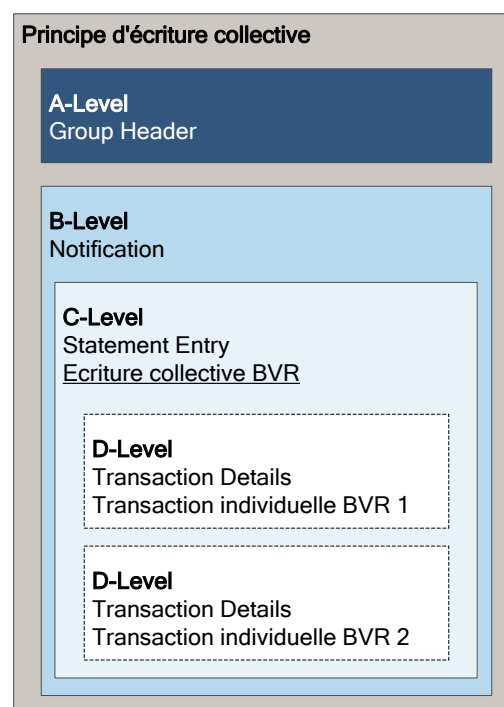 Principe d'écriture collective
A-Level
Group Header
B-Level
Notification
C-Level
Statement Entry
Ecriture collective BVR
D-Level
Transaction Details
Transaction individuelle BVR 1
D-Level
Transaction Details
Transaction individuelle BVR 2